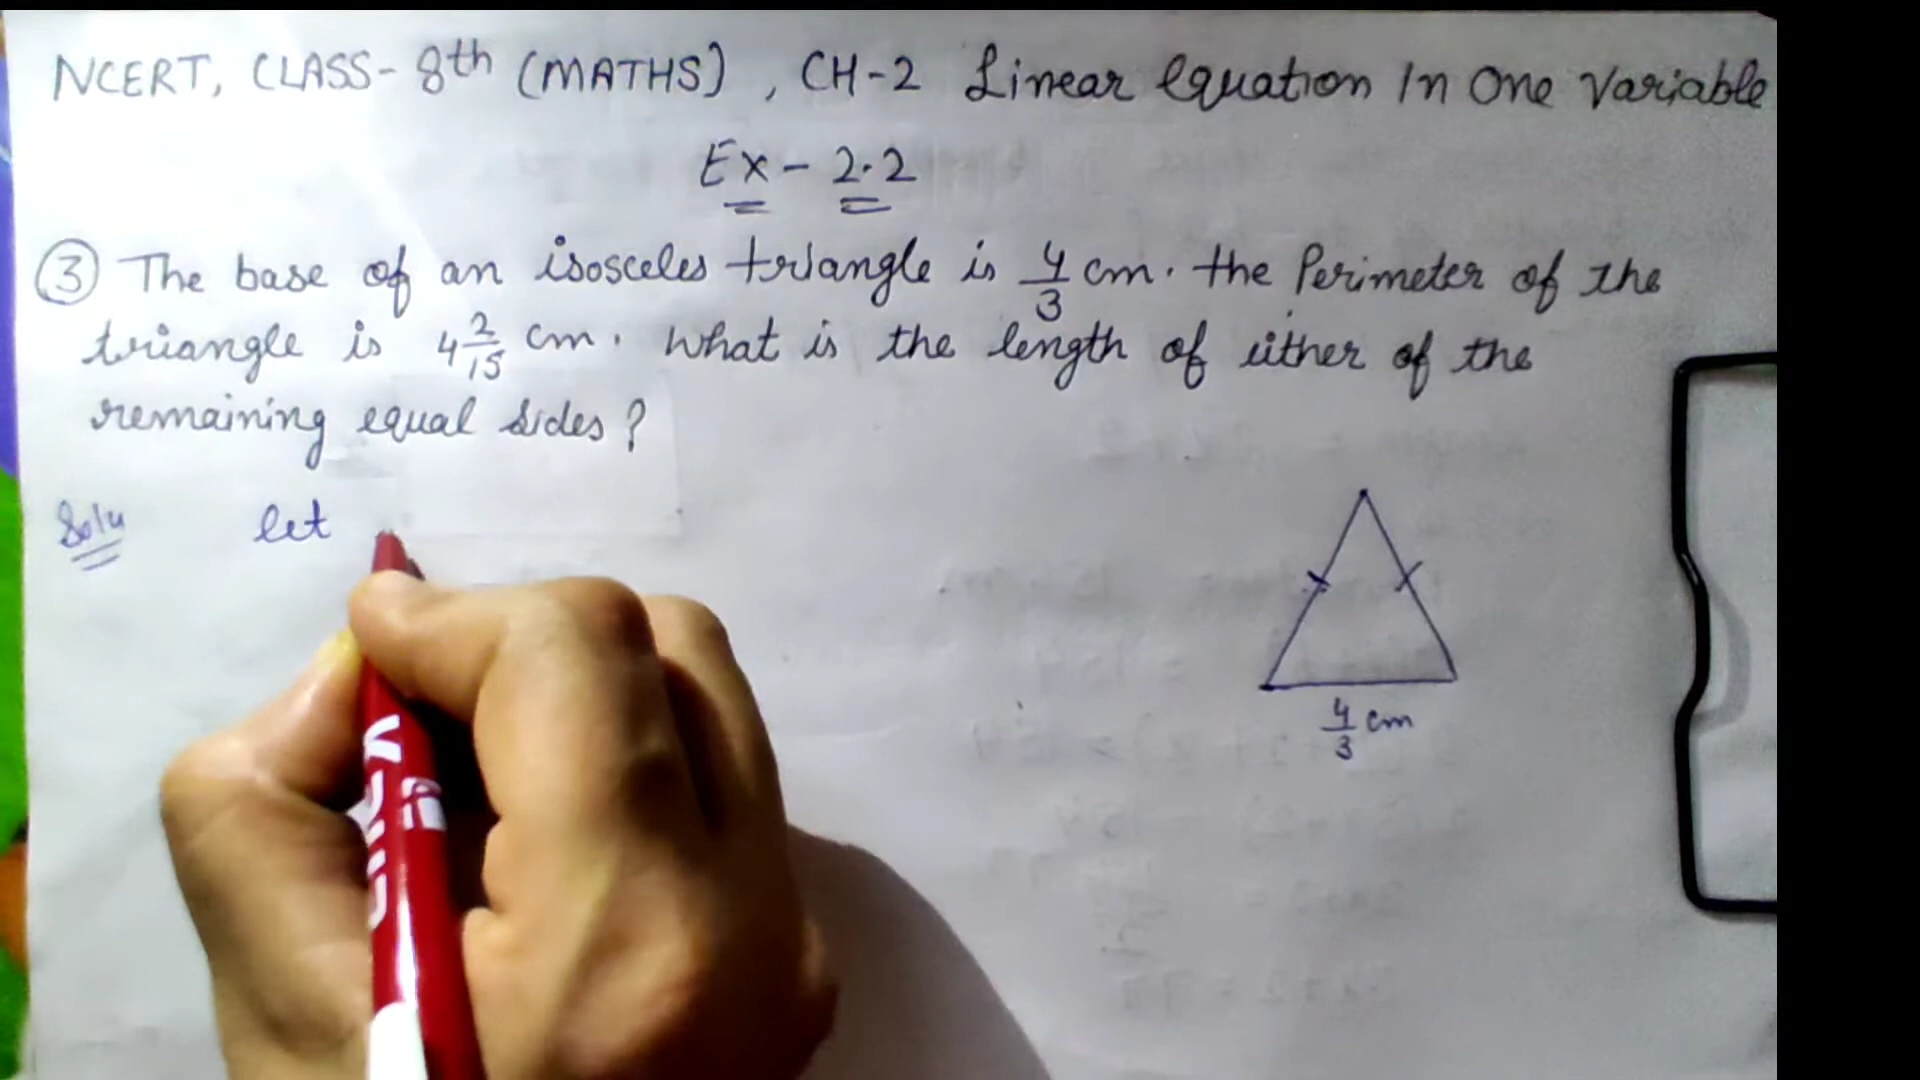 NCERT, CLASS-8th (MATHS), CH-2 Linear Equation In One Variable
Ex - 2.2
③ The base of an isosceles triangle is 4/3 cm. the Perimeter of the
triangle is 4 2/15 cm. What is the length of either of the
remaining equal sides?
Solu let
4/3 cm